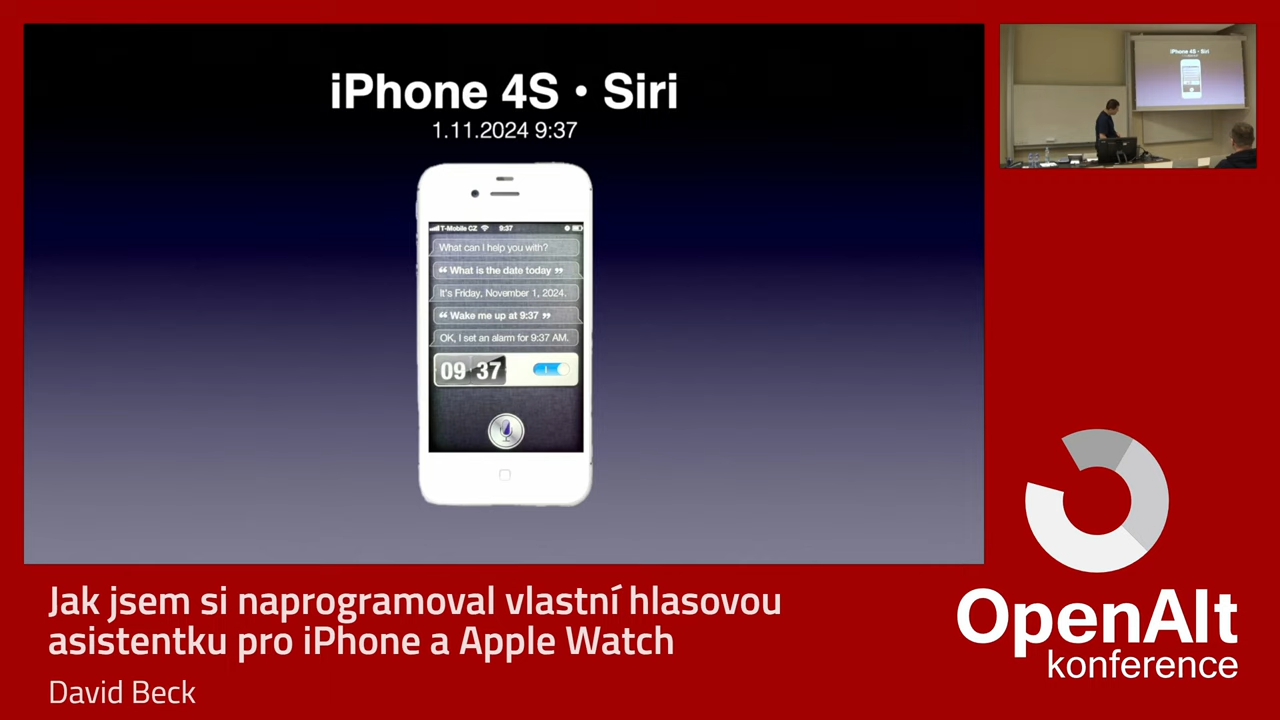 iPhone 4S • Siri
1.11.2024 9:37
T-Mobile CZ 9:37
What can I help you with?
“ What is the date today ”
It's Friday, November 1, 2024.
“ Wake me up at 9:37 ”
OK, I set an alarm for 9:37 AM.
09 37
iPhone 4S • Siri
Jak jsem si naprogramoval vlastní hlasovou
asistentku pro iPhone a Apple Watch
David Beck
OpenAlt
konference